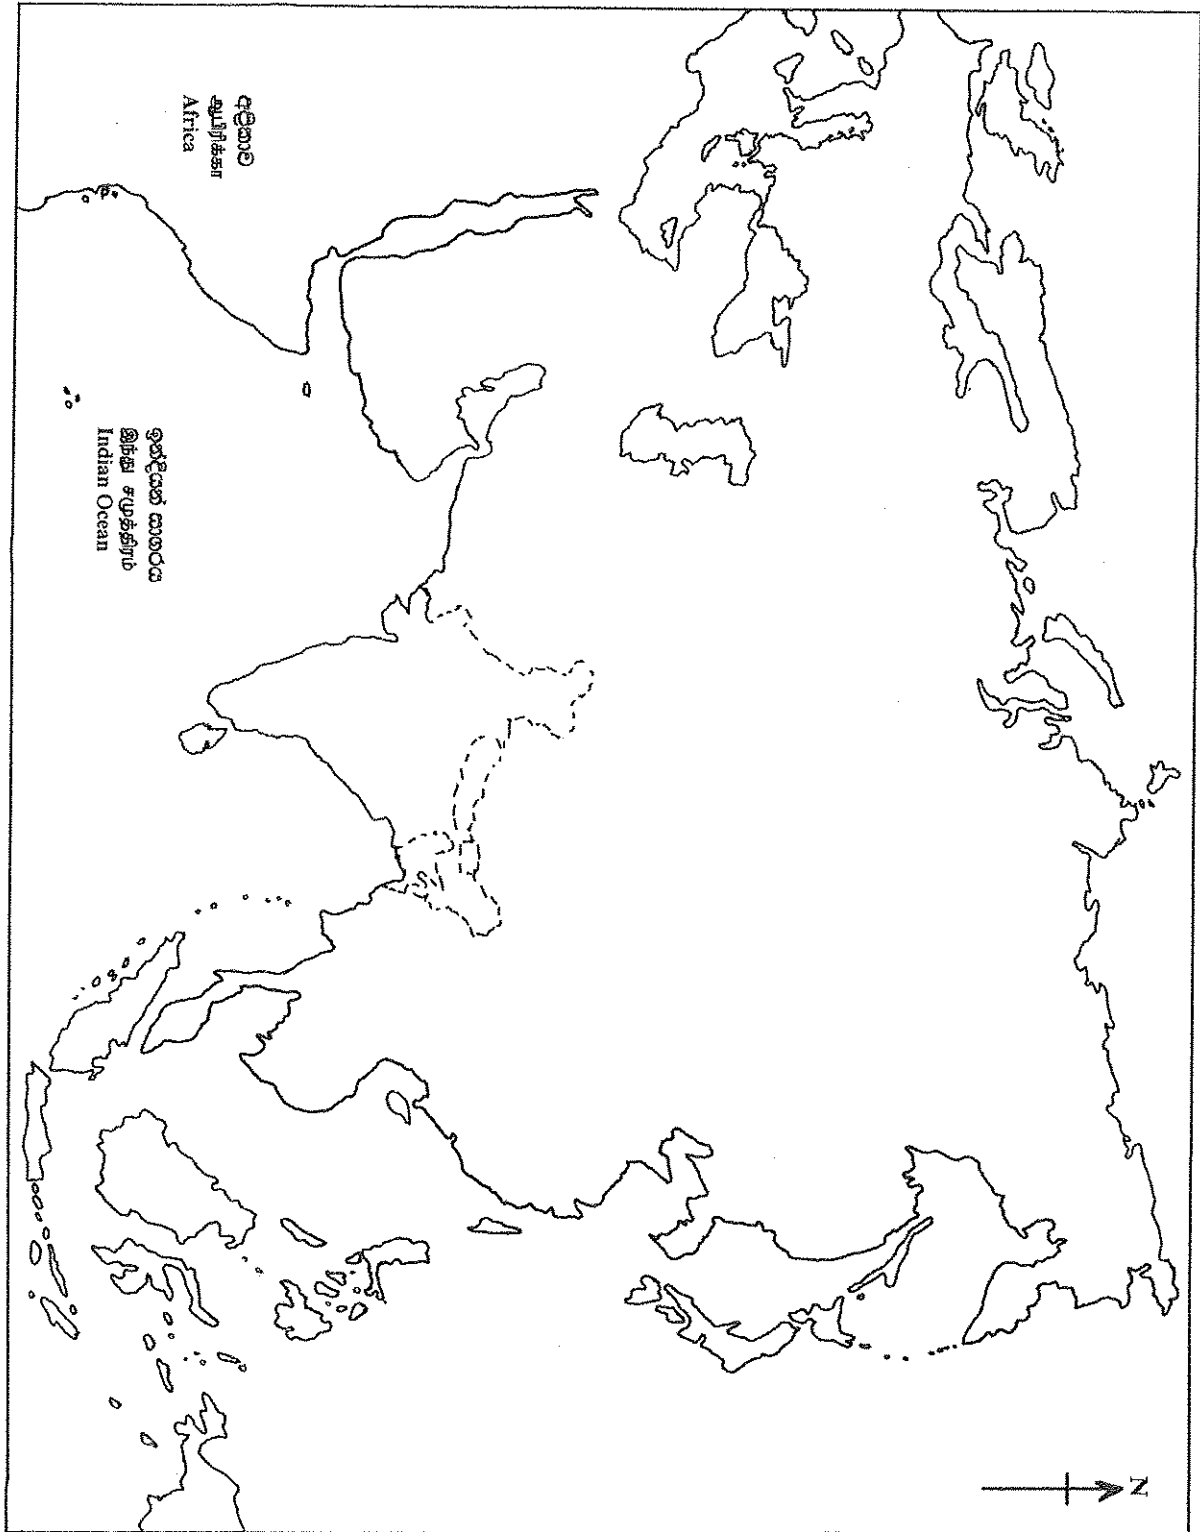 අප්‍රිකාව
ஆபிரிக்கா
Africa
ඉන්දියන් සාගරය
இந்து சமுத்திரம்
Indian Ocean
N